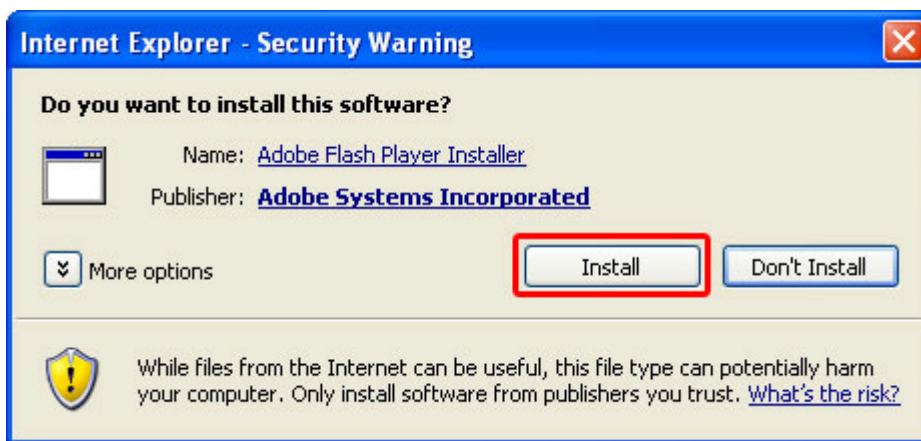 Internet Explorer - Security Warning
Do you want to install this software?
Name: Adobe Flash Player Installer
Publisher: Adobe Systems Incorporated
More options
Install
Don't Install
While files from the Internet can be useful, this file type can potentially harm
your computer. Only install software from publishers you trust. What's the risk?